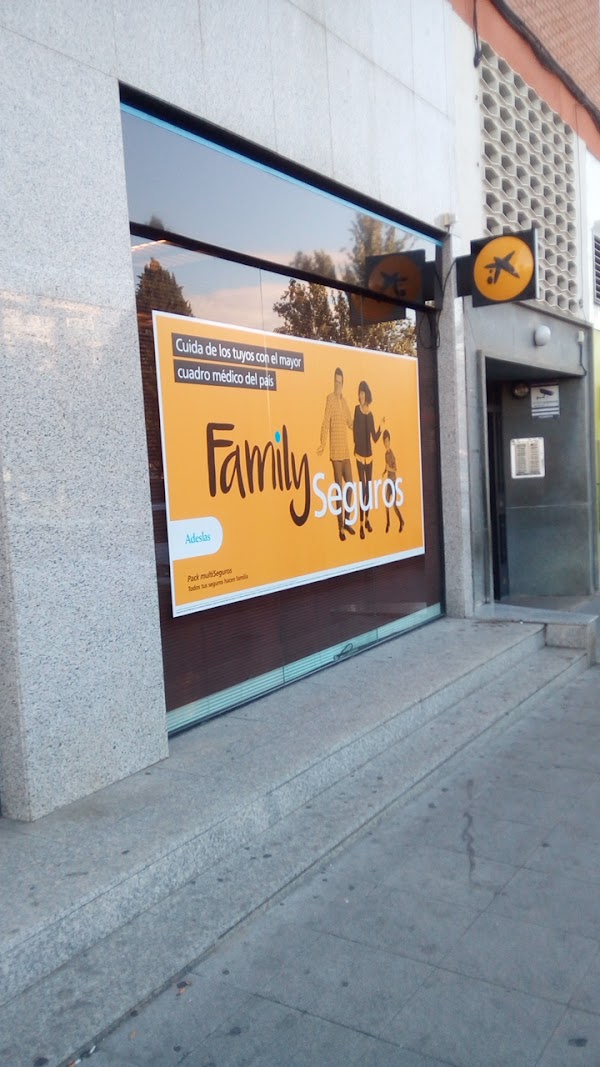 Cuida de los tuyos con el mayor
cuadro médico del país
Family
Seguros
Adeslas
Pack multiSeguros
Todos tus seguros hacen familia